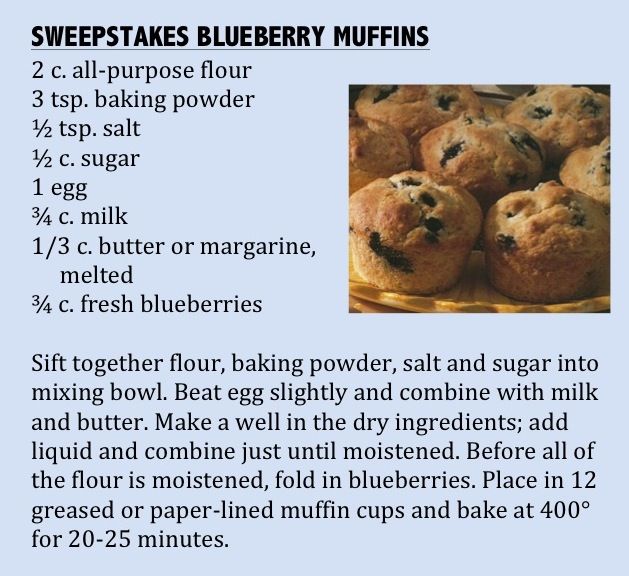 SWEEPSTAKES BLUEBERRY MUFFINS
2 c. all-purpose flour
3 tsp. baking powder
½ tsp. salt
½ c. sugar
1 egg
¾ c. milk
1/3 c. butter or margarine,
melted
¾ c. fresh blueberries
Sift together flour, baking powder, salt and sugar into
mixing bowl. Beat egg slightly and combine with milk
and butter. Make a well in the dry ingredients; add
liquid and combine just until moistened. Before all of
the flour is moistened, fold in blueberries. Place in 12
greased or paper-lined muffin cups and bake at 400°
for 20-25 minutes.